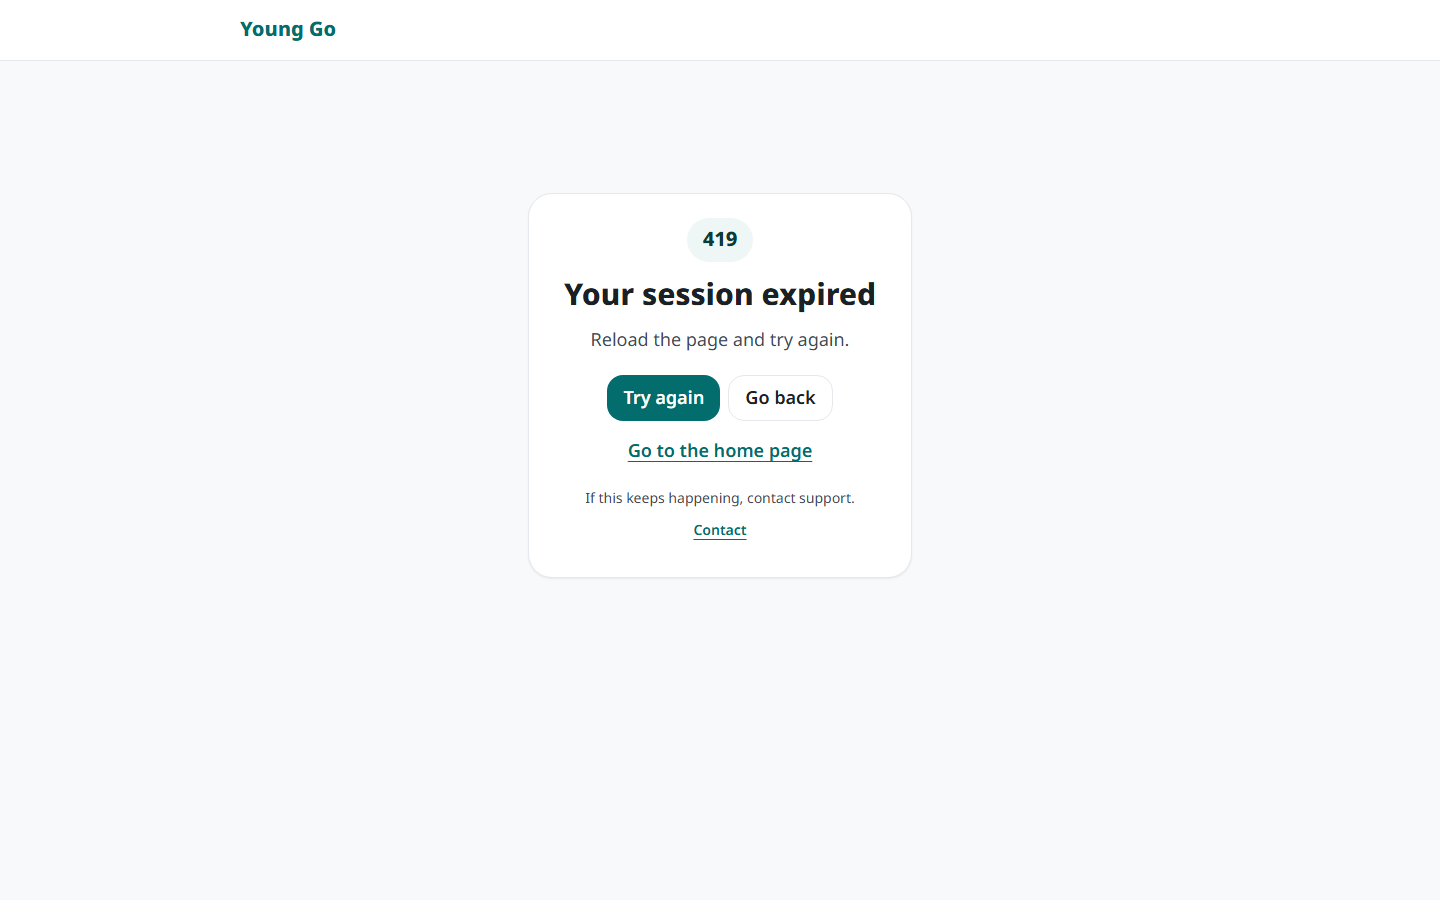 Young Go
419
Your session expired
Reload the page and try again.
Try again
Go back
Go to the home page
If this keeps happening, contact support.
Contact